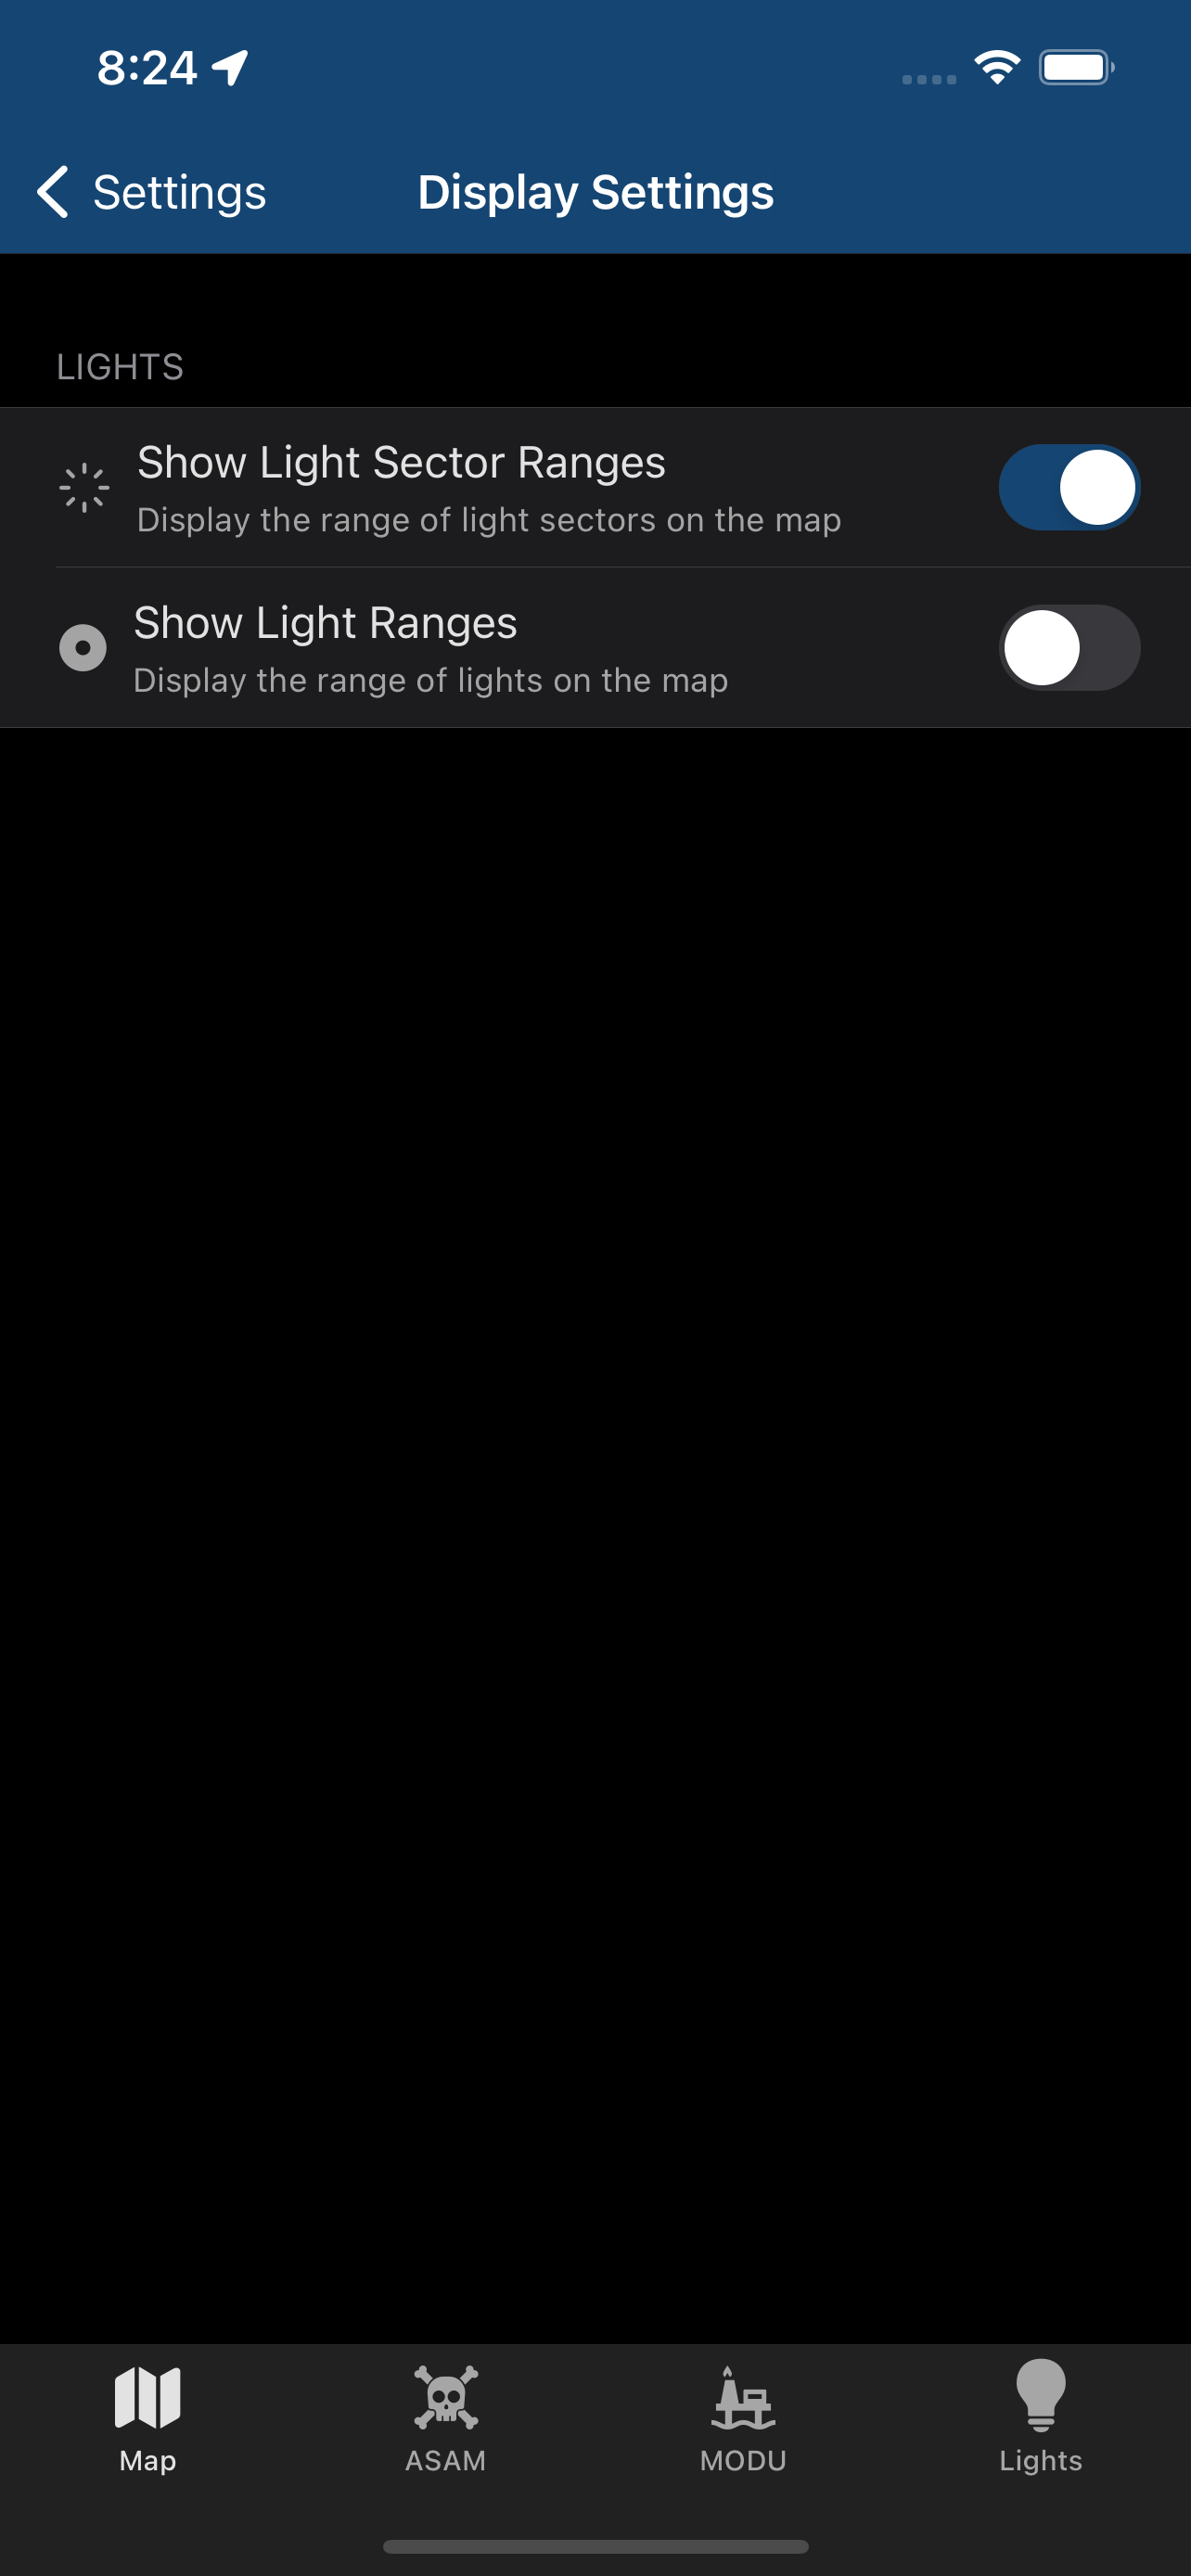 8:24
Settings
Display Settings
LIGHTS
Show Light Sector Ranges
Display the range of light sectors on the map
Show Light Ranges
Display the range of lights on the map
Map
ASAM
MODU
Lights